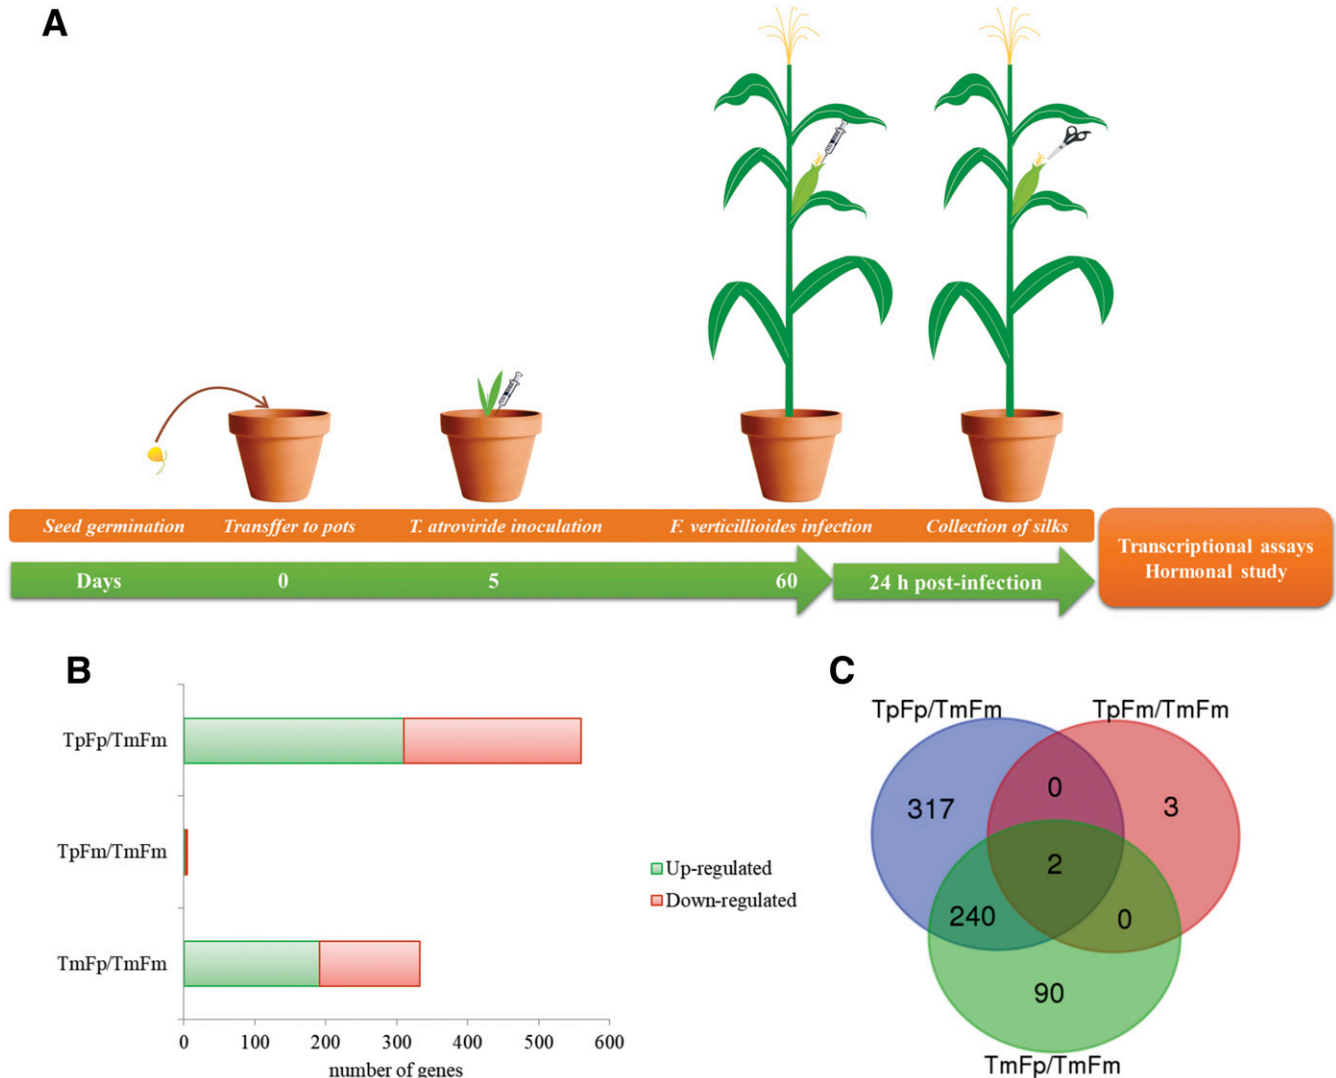 A
Seed germination
Transffer to pots
T. atroviride inoculation
F. verticillioides infection
Collection of silks
Transcriptional assays
Hormonal study
Days
0
5
60
24 h post-infection
B
TpFp/TmFm
TpFm/TmFm
TmFp/TmFm
0 100 200 300 400 500 600
number of genes
Up-regulated
Down-regulated
C
TpFp/TmFm
TpFm/TmFm
317
0
3
2
240
0
90
TmFp/TmFm